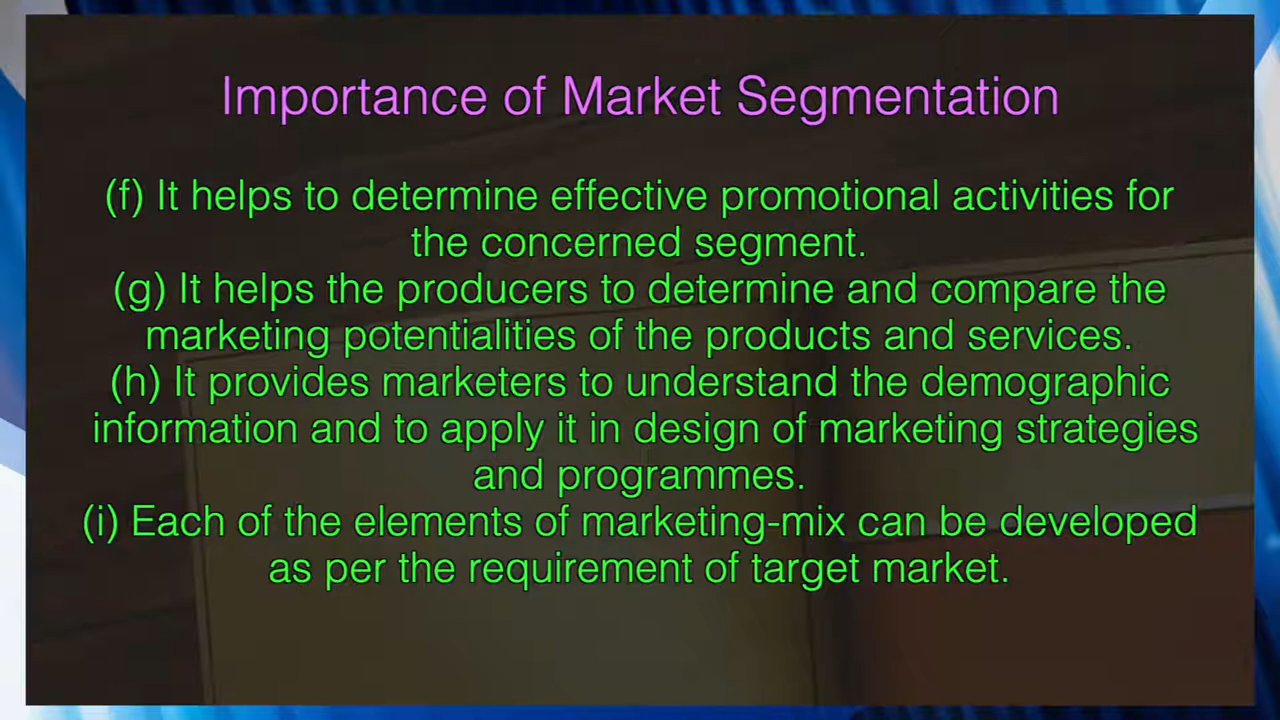 Importance of Market Segmentation
(f) It helps to determine effective promotional activities for
the concerned segment.
(g) It helps the producers to determine and compare the
marketing potentialities of the products and services.
(h) It provides marketers to understand the demographic
information and to apply it in design of marketing strategies
and programmes.
(i) Each of the elements of marketing-mix can be developed
as per the requirement of target market.